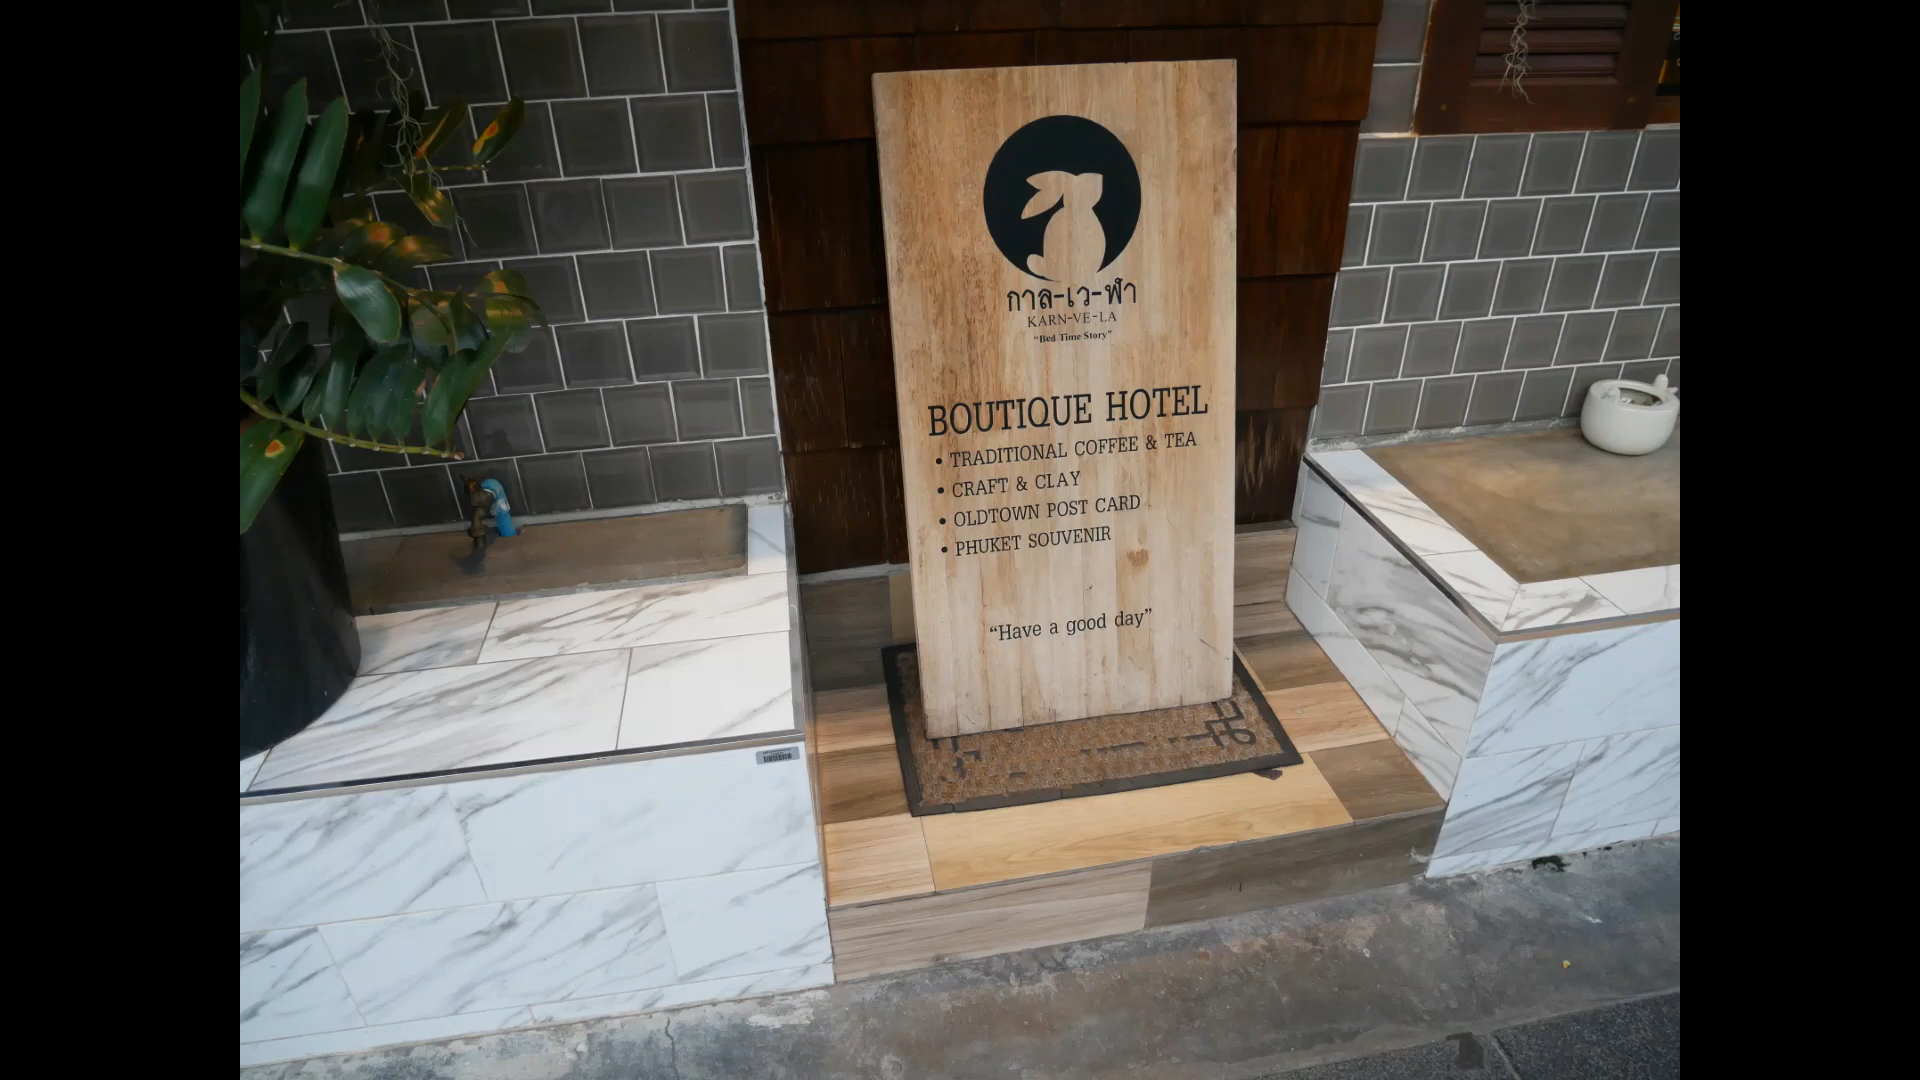 กาล-เว-ฬา
KARN-VE-LA
"Bed Time Story"
BOUTIQUE HOTEL
• TRADITIONAL COFFEE & TEA
• CRAFT & CLAY
• OLDTOWN POST CARD
• PHUKET SOUVENIR
"Have a good day"